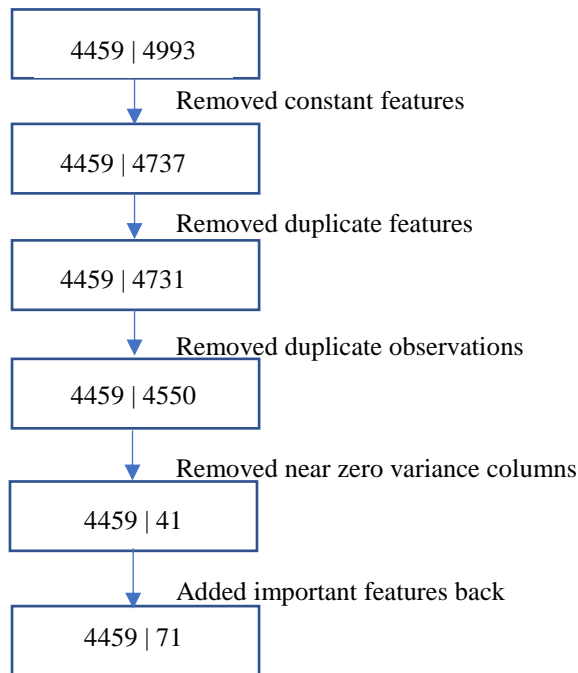 4459 | 4993
Removed constant features
4459 | 4737
Removed duplicate features
4459 | 4731
Removed duplicate observations
4459 | 4550
Removed near zero variance columns
4459 | 41
Added important features back
4459 | 71